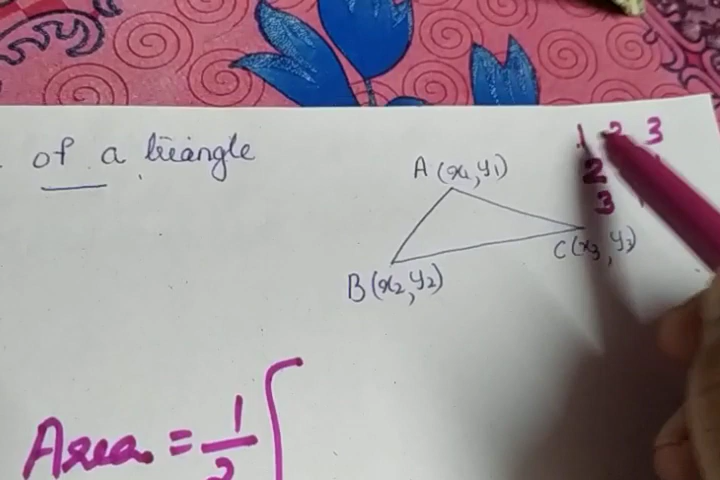 of a triangle
A (x1, y1)
B (x2, y2)
C (x3, y3)
1 2 3
2
3
Area = 1/2 [